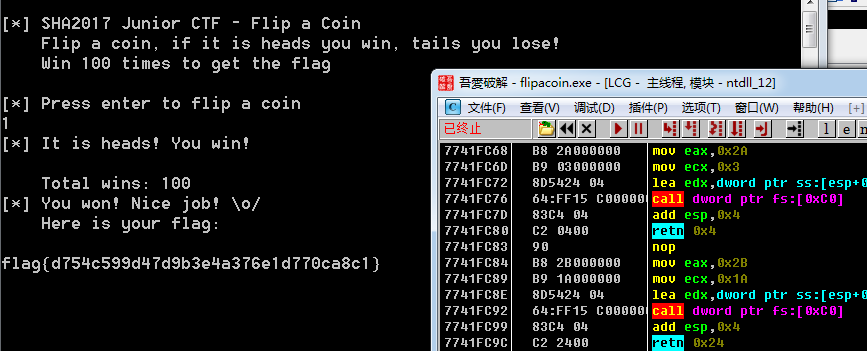 [*] SHA2017 Junior CTF - Flip a Coin
Flip a coin, if it is heads you win, tails you lose!
Win 100 times to get the flag
[*] Press enter to flip a coin
1
[*] It is heads! You win!
Total wins: 100
[*] You won! Nice job! \o/
Here is your flag:
flag{d754c599d47d9b3e4a376e1d770ca8c1}
吾爱破解 - flipacoin.exe - [LCG - 主线程, 模块 - ntdll_12]
C 文件(F) 查看(V) 调试(D) 插件(P) 选项(T) 窗口(W) 帮助(H) [+]
已终止 l e m
7741FC68 B8 2A000000 mov eax,0x2A
7741FC6D B9 03000000 mov ecx,0x3
7741FC72 8D5424 04 lea edx,dword ptr ss:[esp+0
7741FC76 64:FF15 C000000 call dword ptr fs:[0xC0]
7741FC7D 83C4 04 add esp,0x4
7741FC80 C2 0400 retn 0x4
7741FC83 90 nop
7741FC84 B8 2B000000 mov eax,0x2B
7741FC89 B9 1A000000 mov ecx,0x1A
7741FC8E 8D5424 04 lea edx,dword ptr ss:[esp+0
7741FC92 64:FF15 C000000 call dword ptr fs:[0xC0]
7741FC99 83C4 04 add esp,0x4
7741FC9C C2 2400 retn 0x24